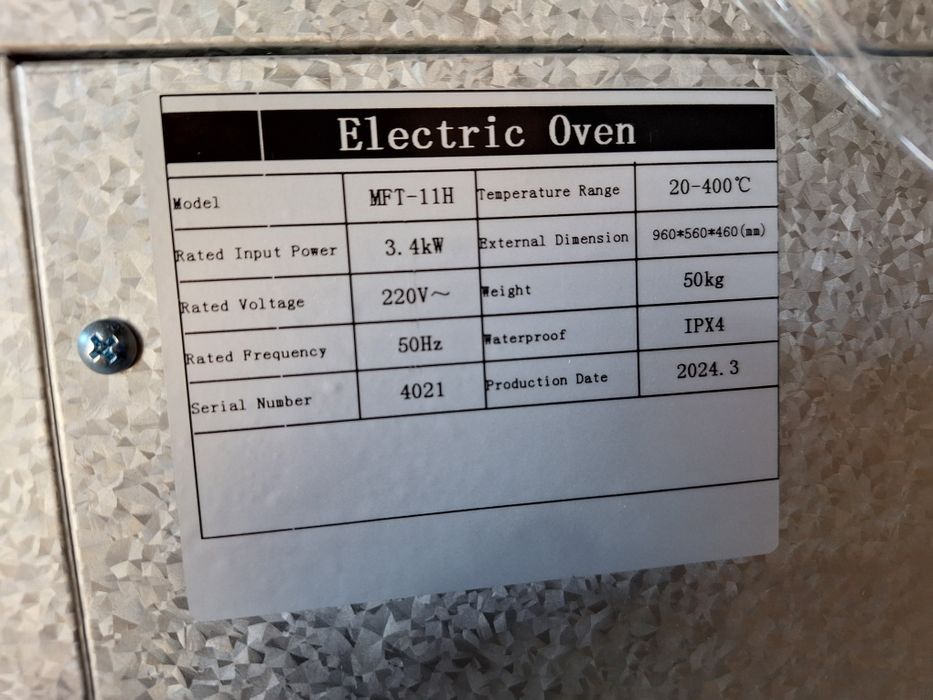 Electric Oven
Model MFT-11H Temperature Range 20-400℃
Rated Input Power 3.4kW External Dimension 960*560*460(mm)
Rated Voltage 220V～ Weight 50kg
Rated Frequency 50Hz Waterproof IPX4
Serial Number 4021 Production Date 2024.3